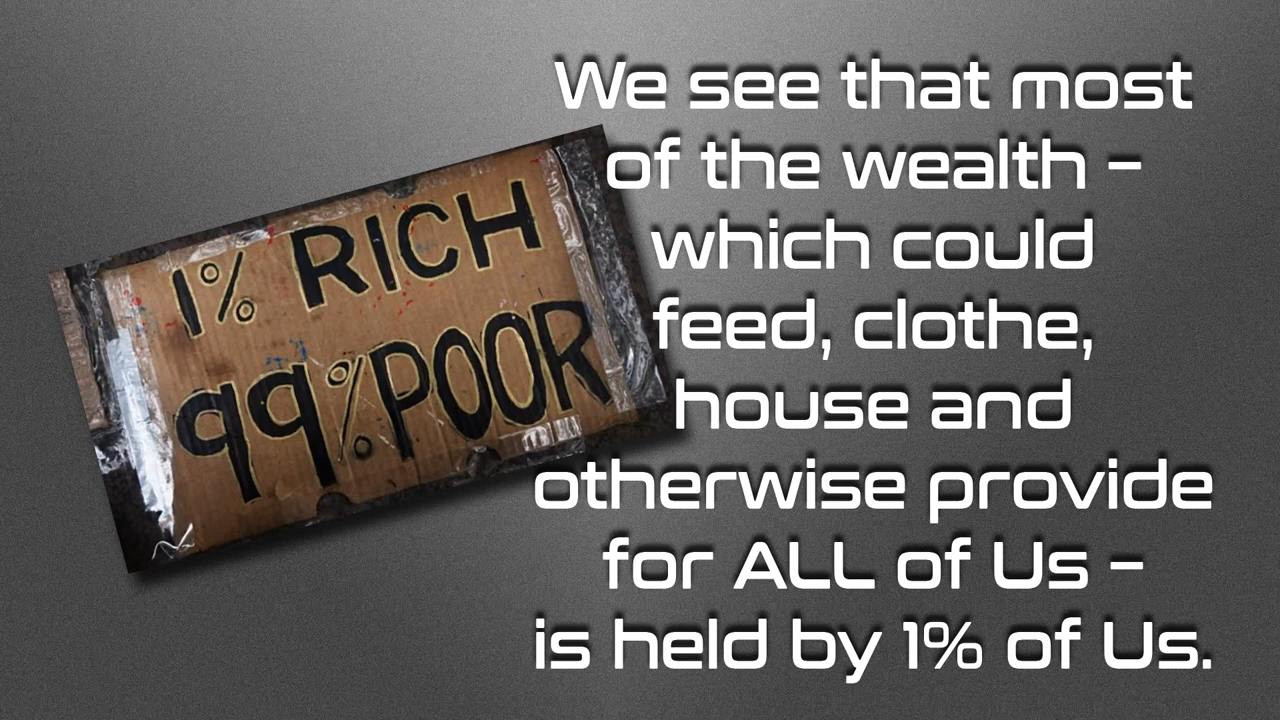 1% RICH
99% POOR
We see that most
of the wealth –
which could
feed, clothe,
house and
otherwise provide
for ALL of Us –
is held by 1% of Us.